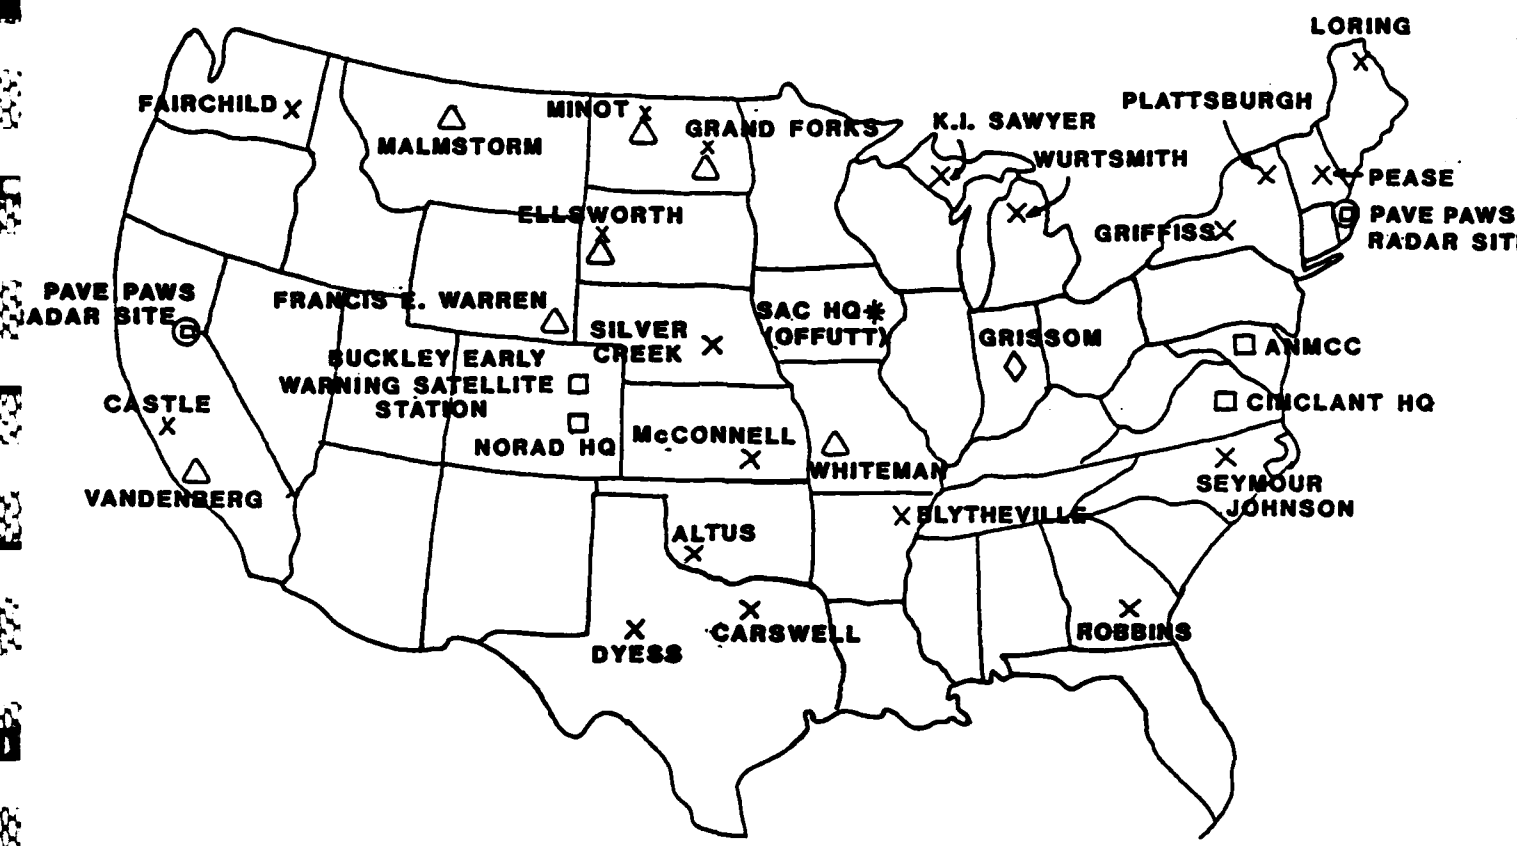 LORING
PLATTSBURGH
FAIRCHILD
MINOT
K.I. SAWYER
GRAND FORKS
MALMSTORM
WURTSMITH
PEASE
ELLSWORTH
PAVE PAWS
RADAR SIT
GRIFFISS
PAVE PAWS
ADAR SITE
FRANCIS E. WARREN
SAC HQ*
(OFFUTT)
SILVER
CREEK
GRISSOM
ANMCC
BUCKLEY EARLY
WARNING SATELLITE
STATION
CASTLE
CINCLANT HQ
NORAD HQ
McCONNELL
WHITEMAN
VANDENBERG
SEYMOUR
JOHNSON
BLYTHEVILLE
ALTUS
CARSWELL
ROBBINS
DYESS